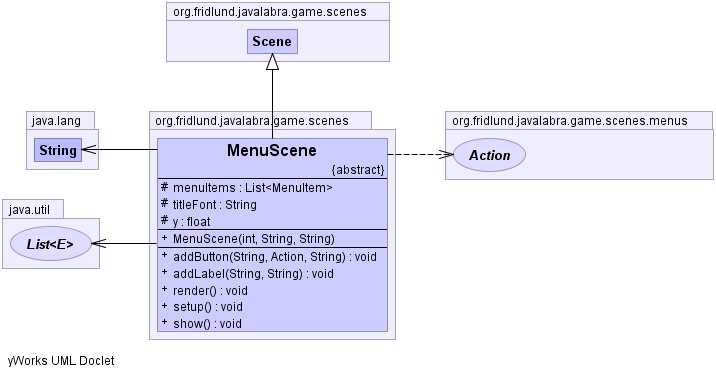 org.fridlund.javalabra.game.scenes
Scene
java.lang
String
org.fridlund.javalabra.game.scenes
MenuScene
{abstract}
# menuItems : List<MenuItem>
# titleFont : String
# y : float
+ MenuScene(int, String, String)
+ addButton(String, Action, String) : void
+ addLabel(String, String) : void
+ render() : void
+ setup() : void
+ show() : void
org.fridlund.javalabra.game.scenes.menus
Action
java.util
List<E>
yWorks UML Doclet